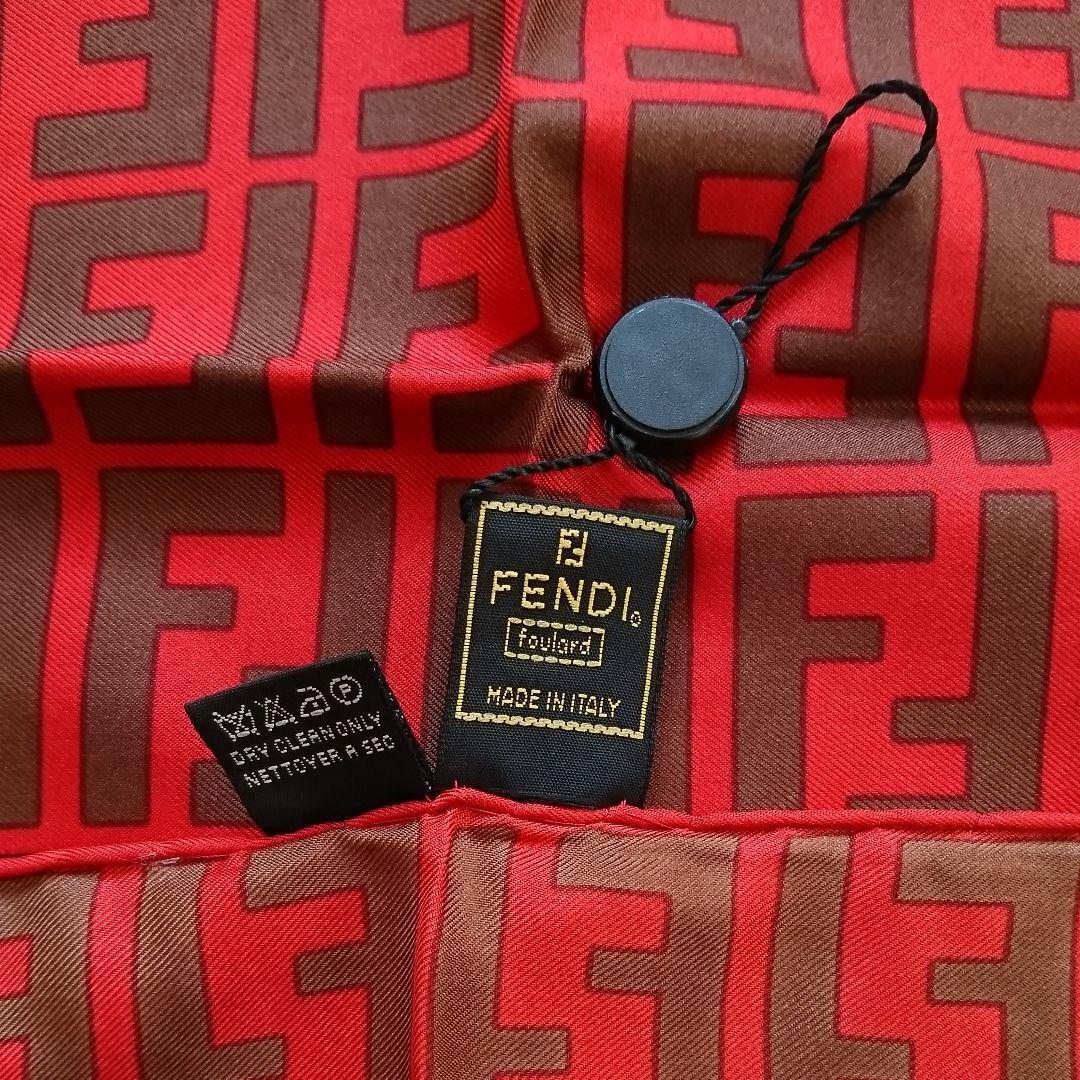 FENDI®
foulard
MADE IN ITALY
P
DRY CLEAN ONLY
NETTOYER A SEC